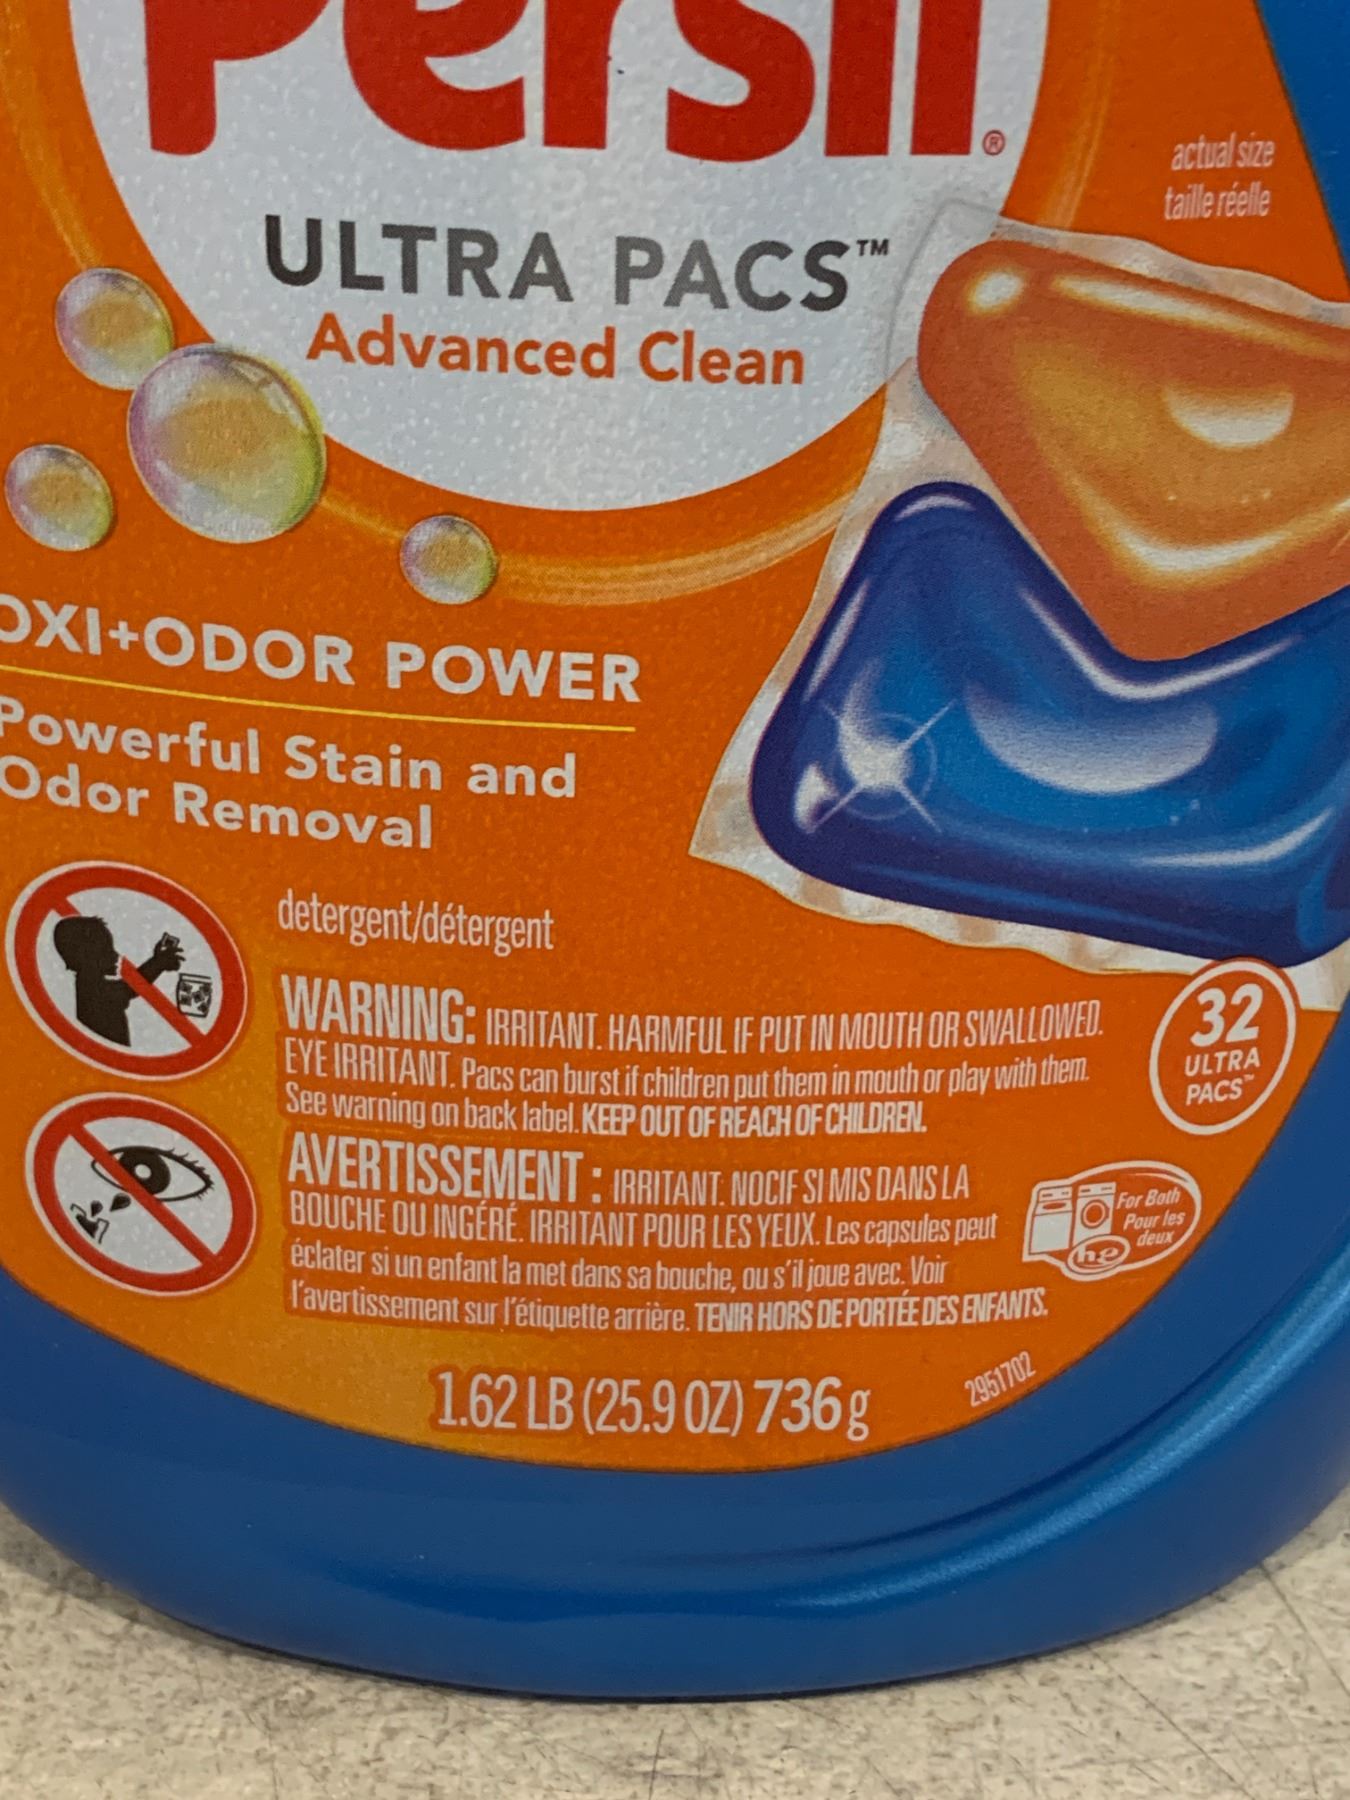 Persil®
actual size
taille réelle
ULTRA PACS™
Advanced Clean
OXI+ODOR POWER
Powerful Stain and
Odor Removal
detergent/détergent
WARNING: IRRITANT. HARMFUL IF PUT IN MOUTH OR SWALLOWED.
EYE IRRITANT. Pacs can burst if children put them in mouth or play with them.
See warning on back label. KEEP OUT OF REACH OF CHILDREN.
32
ULTRA
PACS™
AVERTISSEMENT : IRRITANT. NOCIF SI MIS DANS LA
BOUCHE OU INGÉRÉ. IRRITANT POUR LES YEUX. Les capsules peut
éclater si un enfant la met dans sa bouche, ou s'il joue avec. Voir
l'avertissement sur l'étiquette arrière. TENIR HORS DE PORTÉE DES ENFANTS.
For Both
Pour les
deux
he
1.62 LB (25.9 OZ) 736 g
2951702